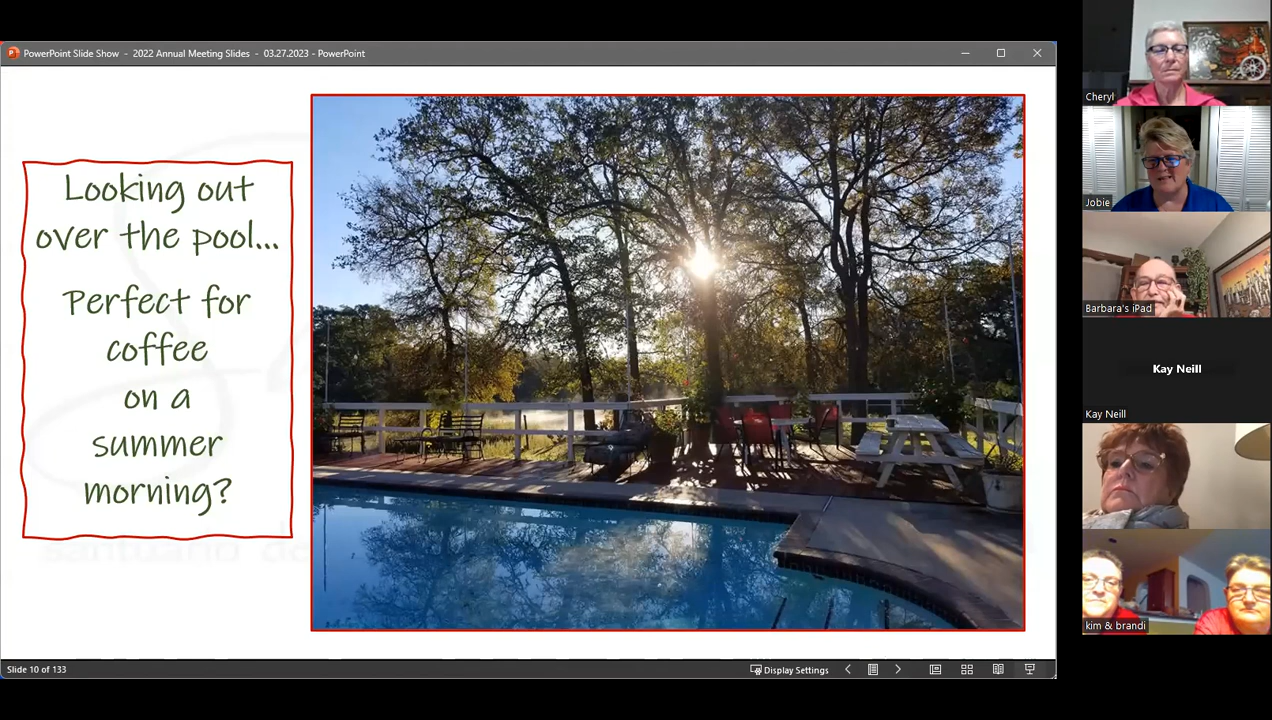 PowerPoint Slide Show - 2022 Annual Meeting Slides - 03.27.2023 - PowerPoint
Looking out
over the pool...
Perfect for
coffee
on a
summer
morning?
Slide 10 of 133
Display Settings
Cheryl
Jobie
Barbara's iPad
Kay Neill
Kay Neill
kim & brandi